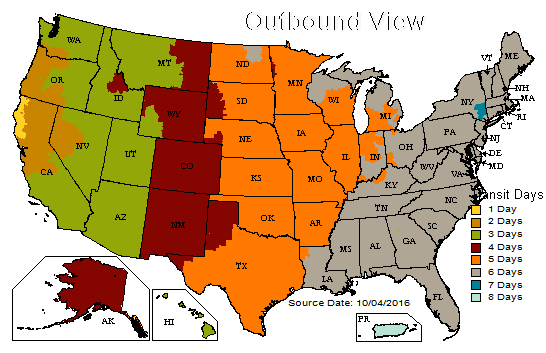 Outbound View
WA
MT
ND
MN
VT
ME
OR
ID
WY
SD
WI
MI
NY
NH
MA
RI
CT
NV
UT
CO
NE
IA
IL
IN
OH
PA
NJ
DE
MD
CA
AZ
NM
KS
MO
KY
WV
VA
NC
TN
OK
AR
SC
TX
LA
MS
AL
GA
FL
AK
HI
PR
nsit Days
1 Day
2 Days
3 Days
4 Days
5 Days
6 Days
7 Days
8 Days
Source Date: 10/04/2016